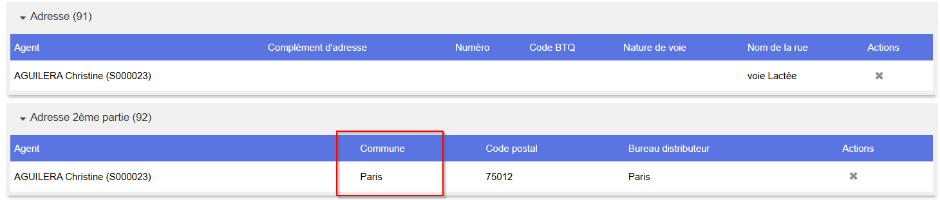 Adresse (91)
Agent Complément d'adresse Numéro Code BTQ Nature de voie Nom de la rue Actions
AGUILERA Christine (S000023) voie Lactée
Adresse 2ème partie (92)
Agent Commune Code postal Bureau distributeur Actions
AGUILERA Christine (S000023) Paris 75012 Paris